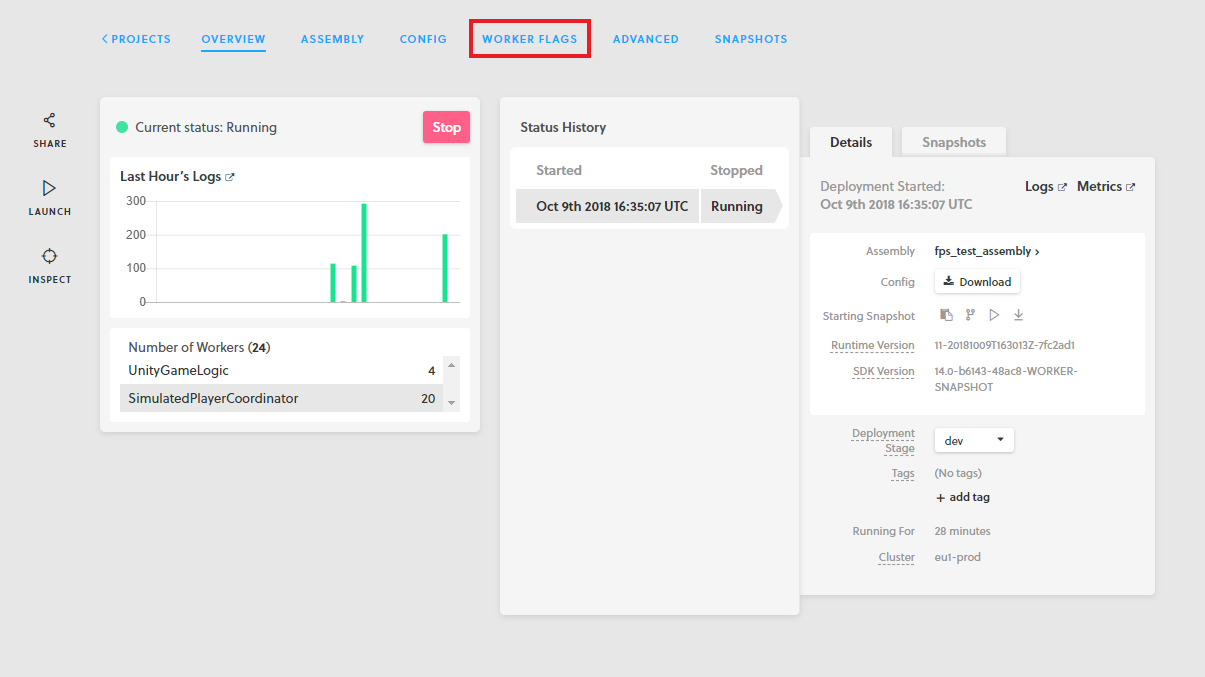 PROJECTS OVERVIEW ASSEMBLY CONFIG WORKER FLAGS ADVANCED SNAPSHOTS
SHARE
LAUNCH
INSPECT
Current status: Running Stop
Last Hour's Logs
300
200
100
0
Number of Workers (24)
UnityGameLogic 4
SimulatedPlayerCoordinator 20
Status History
Started Stopped
Oct 9th 2018 16:35:07 UTC Running
Details Snapshots
Deployment Started: Logs Metrics
Oct 9th 2018 16:35:07 UTC
Assembly fps_test_assembly ›
Config Download
Starting Snapshot
Runtime Version 11-20181009T163013Z-7fc2ad1
SDK Version 14.0-b6143-48ac8-WORKER-
SNAPSHOT
Deployment
Stage dev
Tags (No tags)
+ add tag
Running For 28 minutes
Cluster eu1-prod